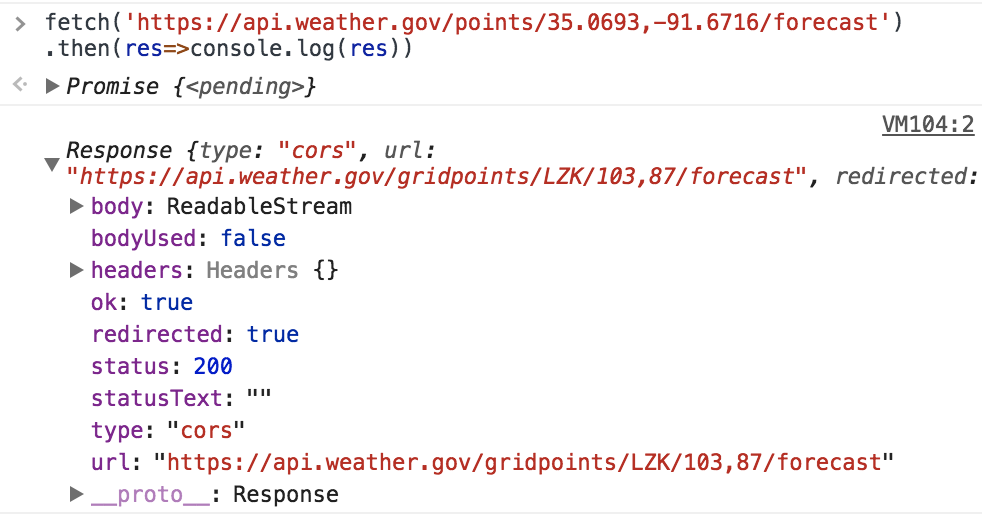 fetch('https://api.weather.gov/points/35.0693,-91.6716/forecast')
.then(res=>console.log(res))
Promise {<pending>}
VM104:2
Response {type: "cors", url:
"https://api.weather.gov/gridpoints/LZK/103,87/forecast", redirected:
body: ReadableStream
bodyUsed: false
headers: Headers {}
ok: true
redirected: true
status: 200
statusText: ""
type: "cors"
url: "https://api.weather.gov/gridpoints/LZK/103,87/forecast"
__proto__: Response